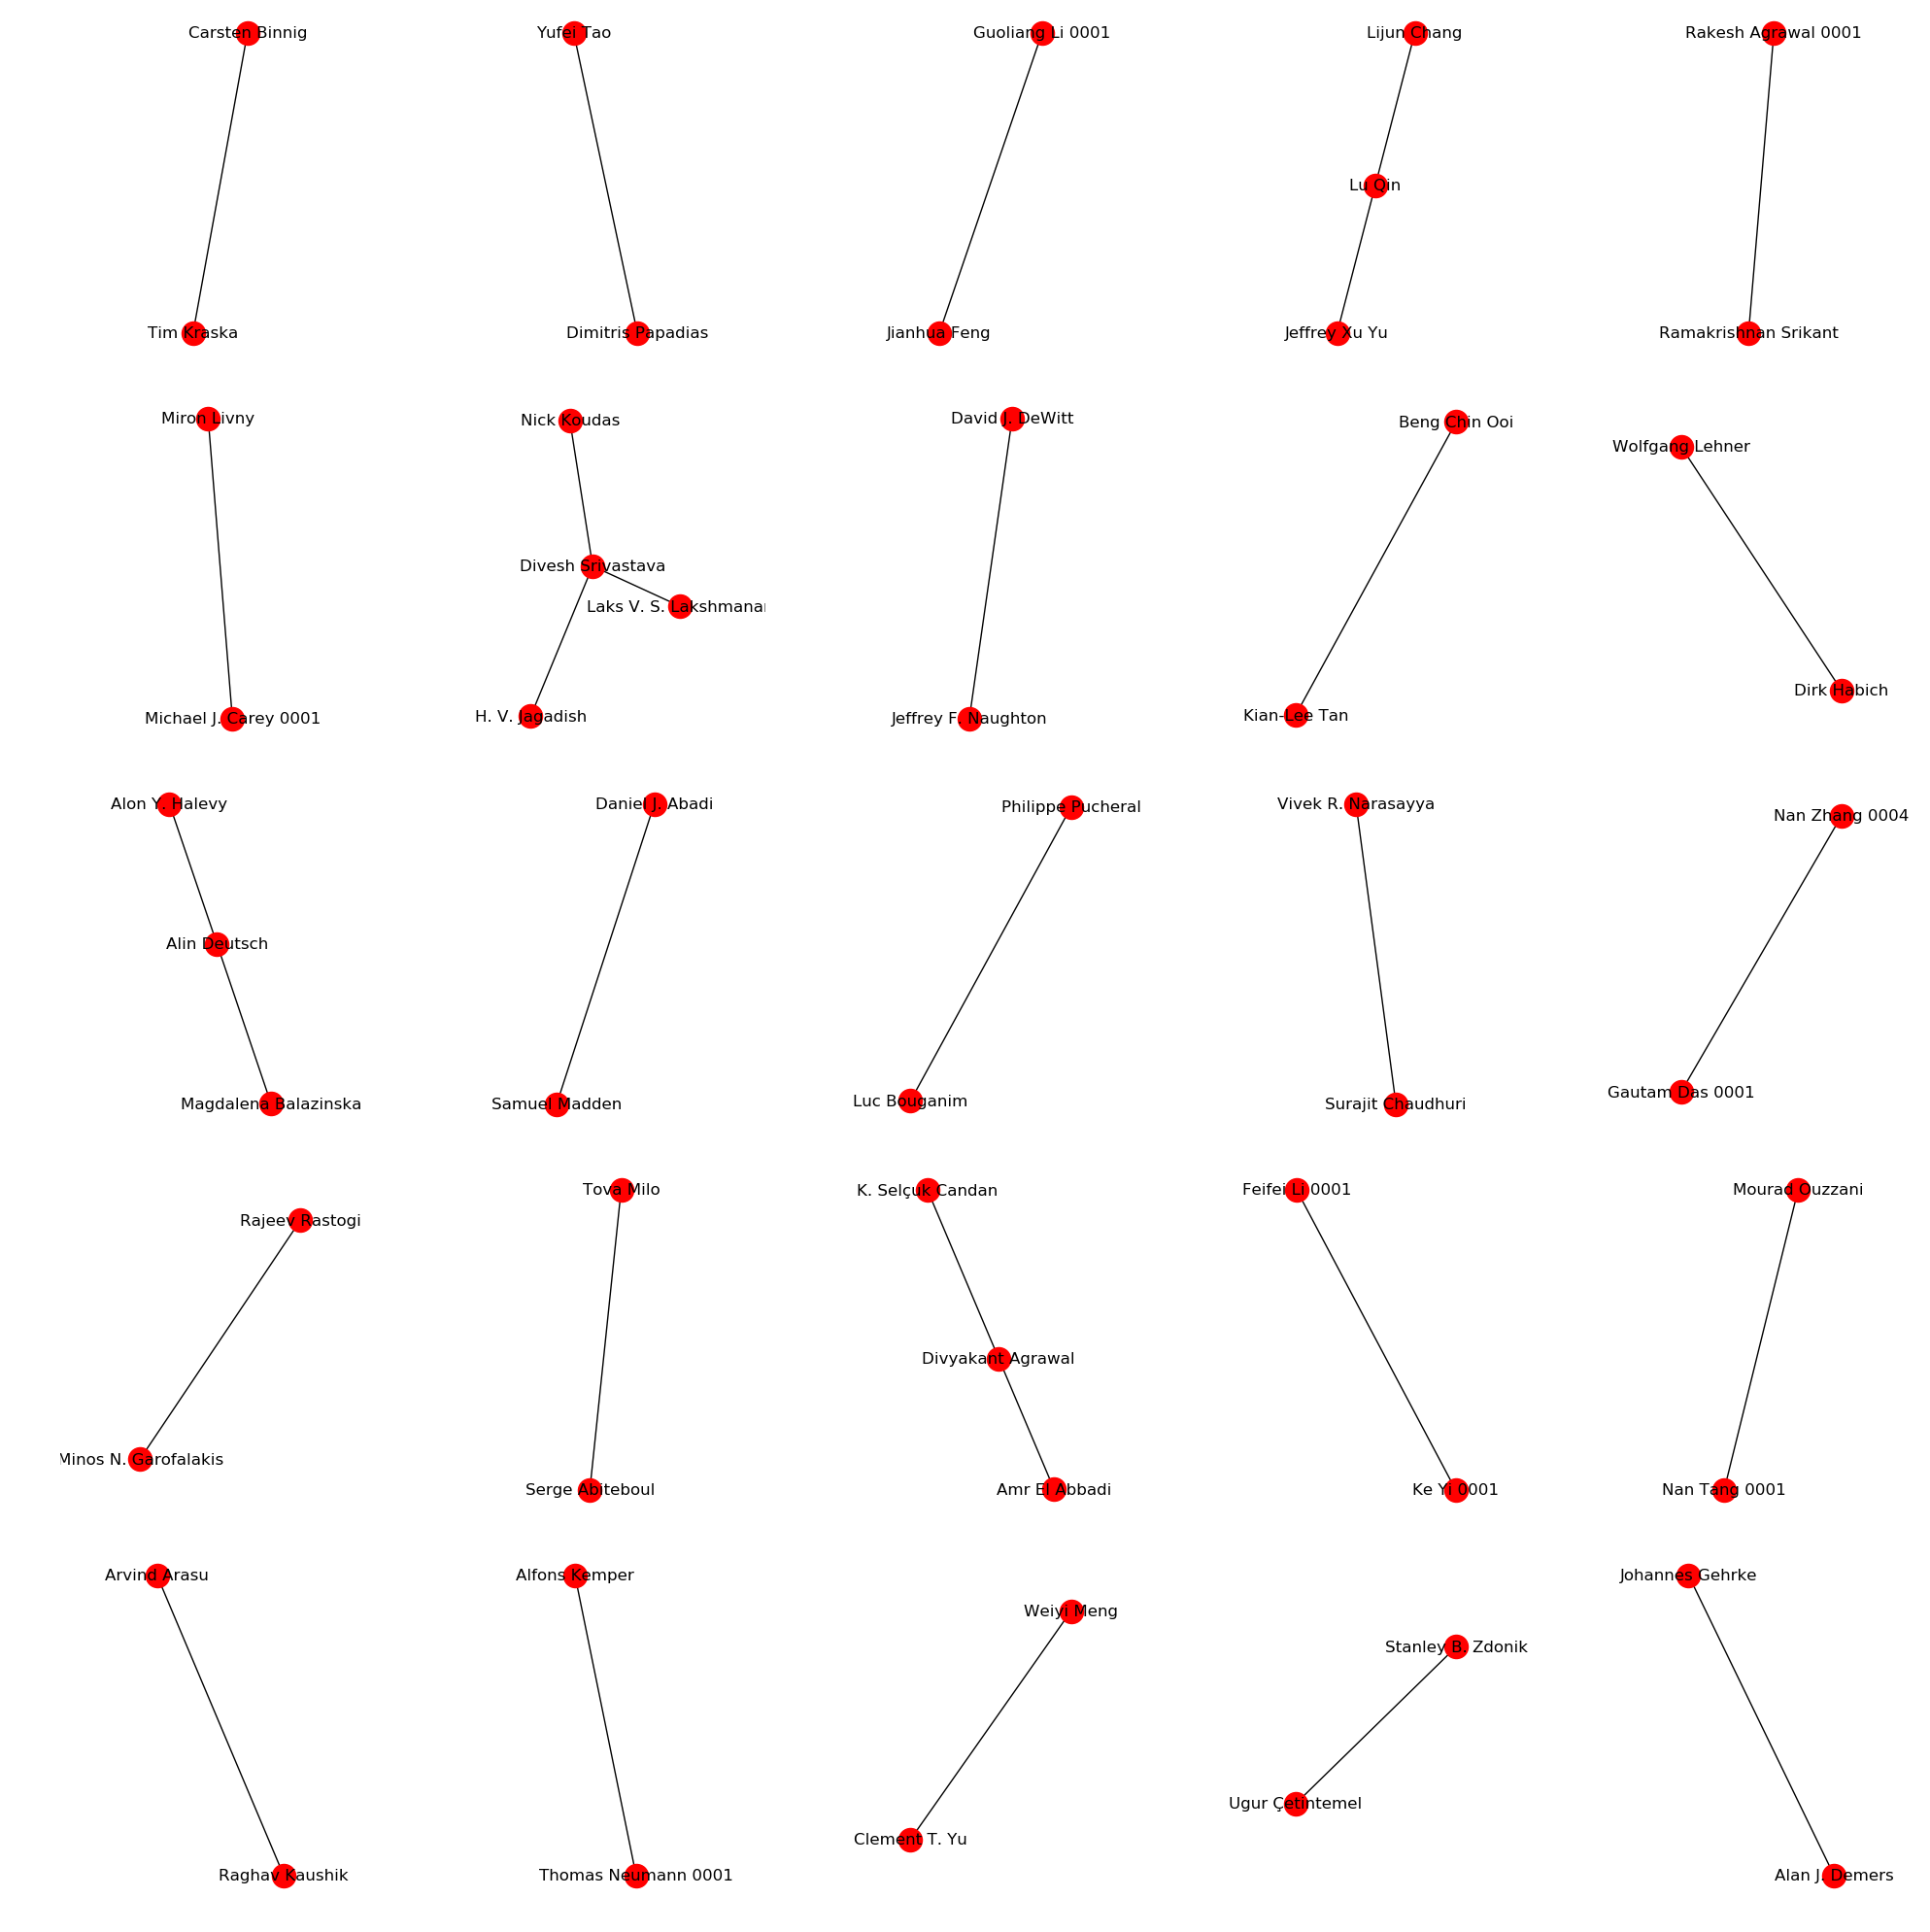 Carsten Binnig
Yufei Tao
Guoliang Li 0001
Lijun Chang
Rakesh Agrawal 0001
Lu Qin
Tim Kraska
Dimitris Papadias
Jianhua Feng
Jeffrey Xu Yu
Ramakrishnan Srikant
Miron Livny
Nick Koudas
David J. DeWitt
Beng Chin Ooi
Wolfgang Lehner
Divesh Srivastava
Laks V. S. Lakshmanan
Dirk Habich
Michael J. Carey 0001
H. V. Jagadish
Jeffrey F. Naughton
Kian-Lee Tan
Alon Y. Halevy
Daniel J. Abadi
Philippe Pucheral
Vivek R. Narasayya
Nan Zhang 0004
Alin Deutsch
Magdalena Balazinska
Samuel Madden
Luc Bouganim
Surajit Chaudhuri
Gautam Das 0001
Rajeev Rastogi
Tova Milo
K. Selçuk Candan
Feifei Li 0001
Mourad Ouzzani
Divyakant Agrawal
Minos N. Garofalakis
Serge Abiteboul
Amr El Abbadi
Ke Yi 0001
Nan Tang 0001
Arvind Arasu
Alfons Kemper
Weiyi Meng
Stanley B. Zdonik
Johannes Gehrke
Raghav Kaushik
Thomas Neumann 0001
Clement T. Yu
Ugur Çetintemel
Alan J. Demers